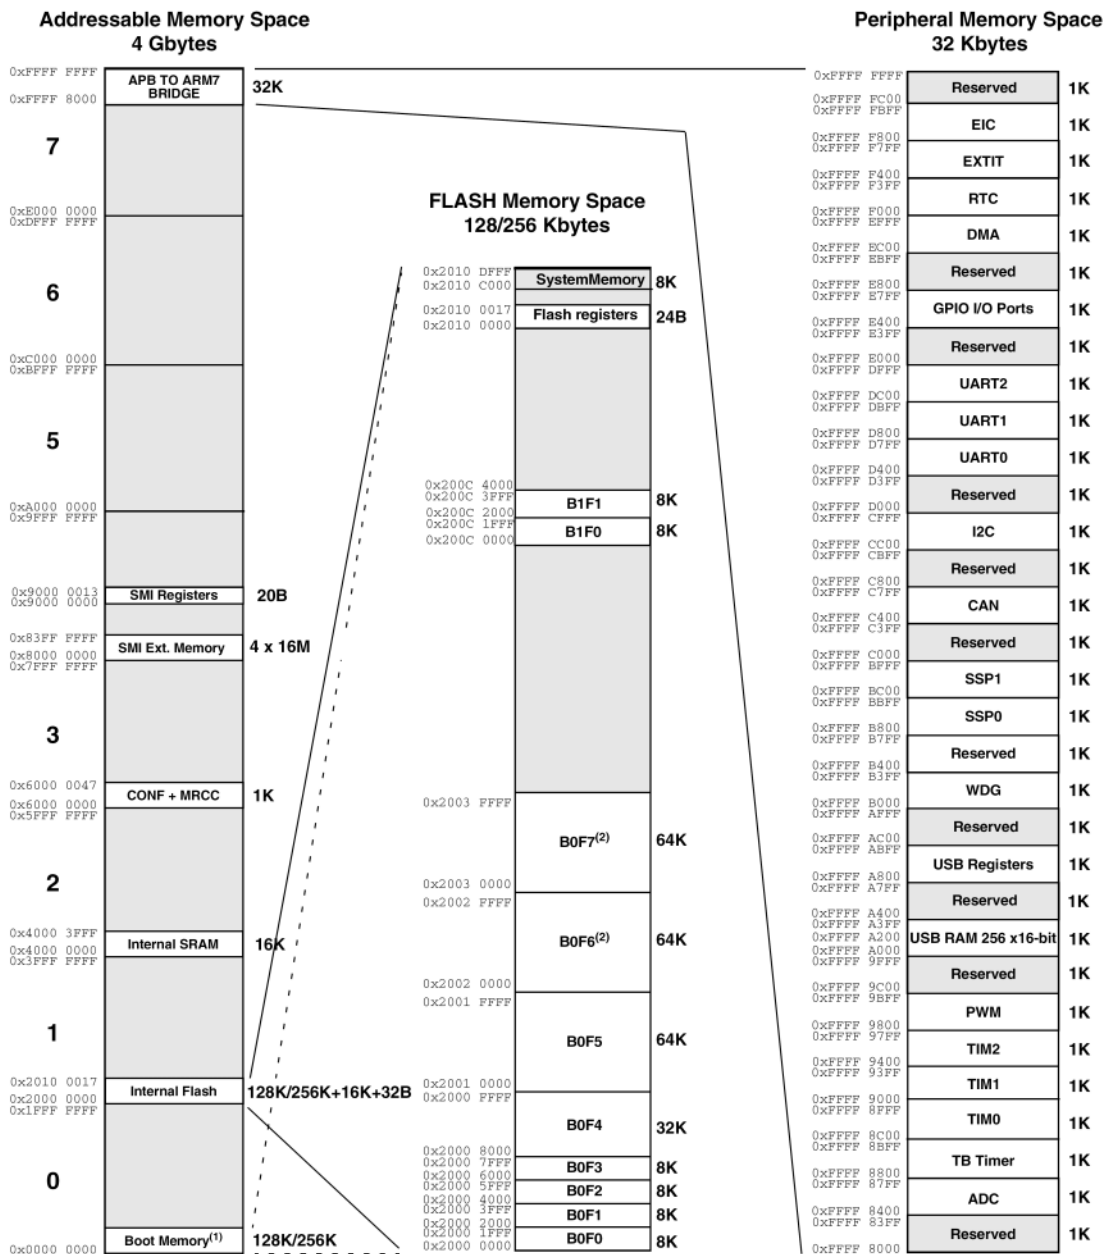 Addressable Memory Space
4 Gbytes
0xFFFF FFFF
APB TO ARM7
BRIDGE
32K
0xFFFF 8000
7
0xE000 0000
0xDFFF FFFF
6
0xC000 0000
0xBFFF FFFF
5
0xA000 0000
0x9FFF FFFF
0x9000 0013
SMI Registers
20B
0x9000 0000
0x83FF FFFF
SMI Ext. Memory
4 x 16M
0x8000 0000
0x7FFF FFFF
3
0x6000 0047
CONF + MRCC
1K
0x6000 0000
0x5FFF FFFF
2
0x4000 3FFF
Internal SRAM
16K
0x4000 0000
0x3FFF FFFF
1
0x2010 0017
Internal Flash
128K/256K+16K+32B
0x2000 0000
0x1FFF FFFF
0
Boot Memory(1)
128K/256K
0x0000 0000
FLASH Memory Space
128/256 Kbytes
0x2010 DFFF
SystemMemory
8K
0x2010 C000
0x2010 0017
Flash registers
24B
0x2010 0000
0x200C 4000
0x200C 3FFF
B1F1
8K
0x200C 2000
0x200C 1FFF
B1F0
8K
0x200C 0000
0x2003 FFFF
B0F7(2)
64K
0x2003 0000
0x2002 FFFF
B0F6(2)
64K
0x2002 0000
0x2001 FFFF
B0F5
64K
0x2001 0000
0x2000 FFFF
B0F4
32K
0x2000 8000
0x2000 7FFF
B0F3
8K
0x2000 6000
0x2000 5FFF
B0F2
8K
0x2000 4000
0x2000 3FFF
B0F1
8K
0x2000 2000
0x2000 1FFF
B0F0
8K
0x2000 0000
Peripheral Memory Space
32 Kbytes
0xFFFF FFFF
Reserved
1K
0xFFFF FC00
0xFFFF FBFF
EIC
1K
0xFFFF F800
0xFFFF F7FF
EXTIT
1K
0xFFFF F400
0xFFFF F3FF
RTC
1K
0xFFFF F000
0xFFFF EFFF
DMA
1K
0xFFFF EC00
0xFFFF EBFF
Reserved
1K
0xFFFF E800
0xFFFF E7FF
GPIO I/O Ports
1K
0xFFFF E400
0xFFFF E3FF
Reserved
1K
0xFFFF E000
0xFFFF DFFF
UART2
1K
0xFFFF DC00
0xFFFF DBFF
UART1
1K
0xFFFF D800
0xFFFF D7FF
UART0
1K
0xFFFF D400
0xFFFF D3FF
Reserved
1K
0xFFFF D000
0xFFFF CFFF
I2C
1K
0xFFFF CC00
0xFFFF CBFF
Reserved
1K
0xFFFF C800
0xFFFF C7FF
CAN
1K
0xFFFF C400
0xFFFF C3FF
Reserved
1K
0xFFFF C000
0xFFFF BFFF
SSP1
1K
0xFFFF BC00
0xFFFF BBFF
SSP0
1K
0xFFFF B800
0xFFFF B7FF
Reserved
1K
0xFFFF B400
0xFFFF B3FF
WDG
1K
0xFFFF B000
0xFFFF AFFF
Reserved
1K
0xFFFF AC00
0xFFFF ABFF
USB Registers
1K
0xFFFF A800
0xFFFF A7FF
Reserved
1K
0xFFFF A400
0xFFFF A3FF
0xFFFF A200
USB RAM 256 x16-bit
1K
0xFFFF A000
0xFFFF 9FFF
Reserved
1K
0xFFFF 9C00
0xFFFF 9BFF
PWM
1K
0xFFFF 9800
0xFFFF 97FF
TIM2
1K
0xFFFF 9400
0xFFFF 93FF
TIM1
1K
0xFFFF 9000
0xFFFF 8FFF
TIM0
1K
0xFFFF 8C00
0xFFFF 8BFF
TB Timer
1K
0xFFFF 8800
0xFFFF 87FF
ADC
1K
0xFFFF 8400
0xFFFF 83FF
Reserved
1K
0xFFFF 8000